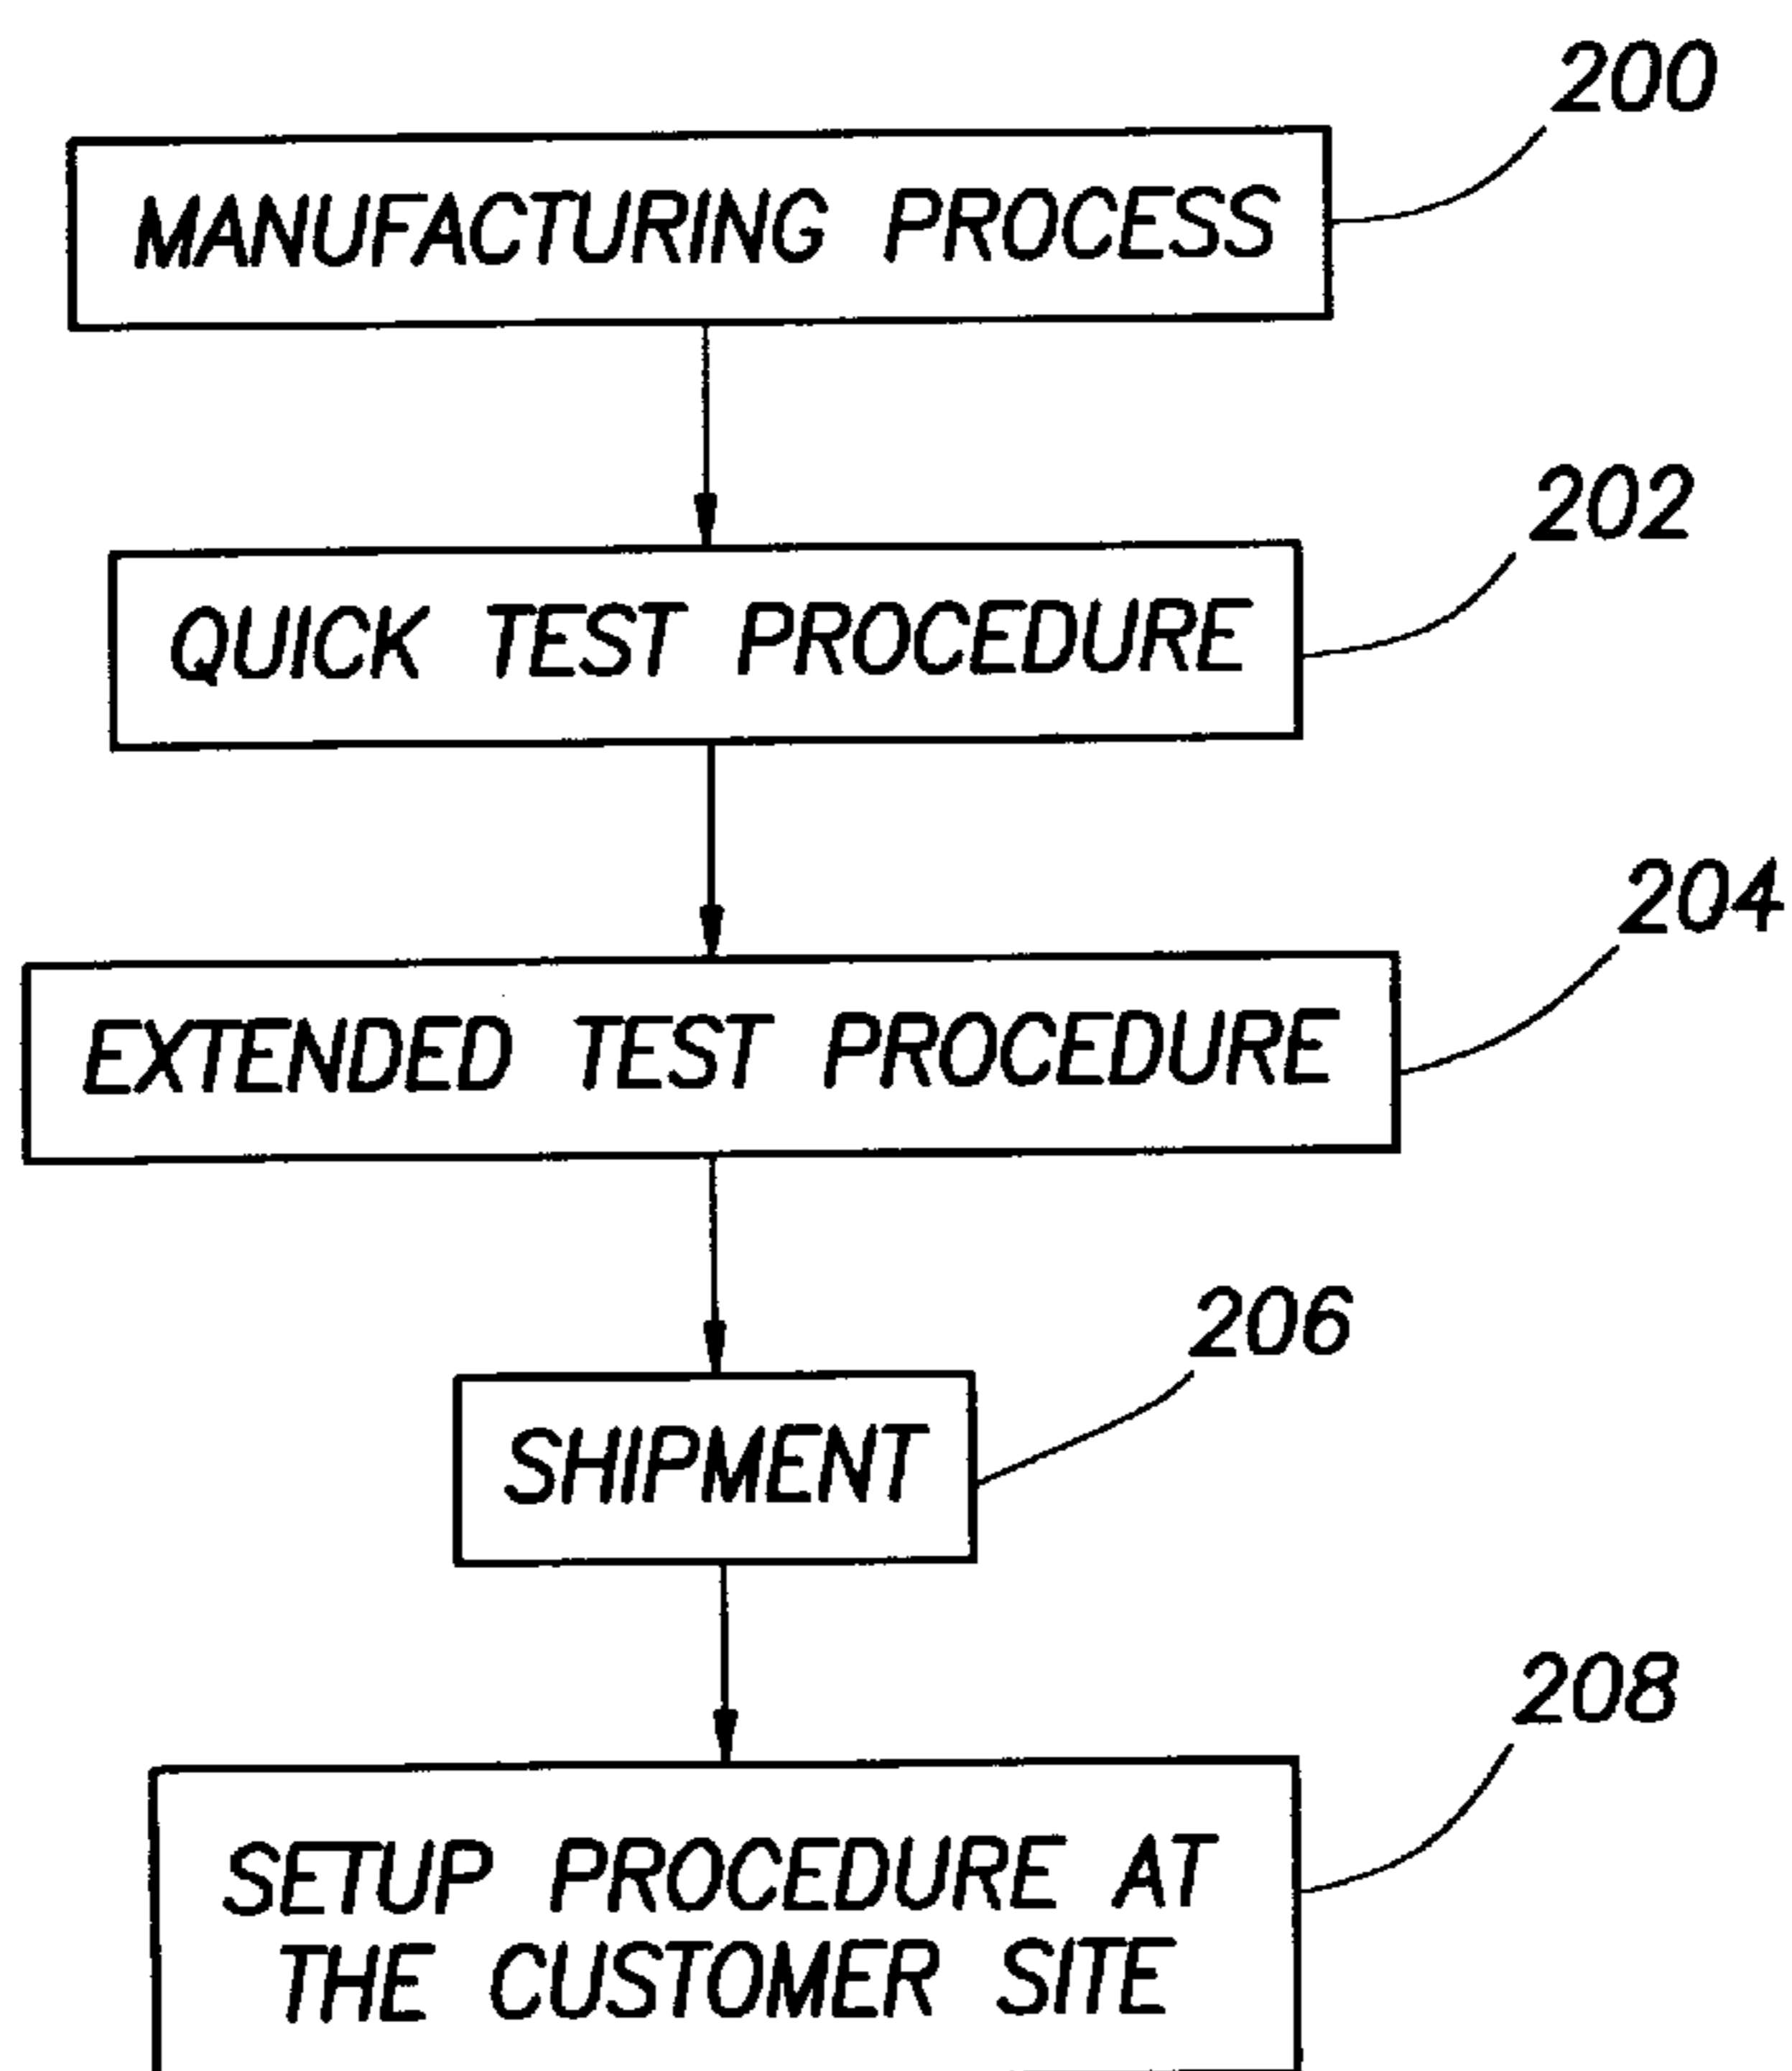 200
MANUFACTURING PROCESS
202
QUICK TEST PROCEDURE
204
EXTENDED TEST PROCEDURE
206
SHIPMENT
208
SETUP PROCEDURE AT
THE CUSTOMER SITE